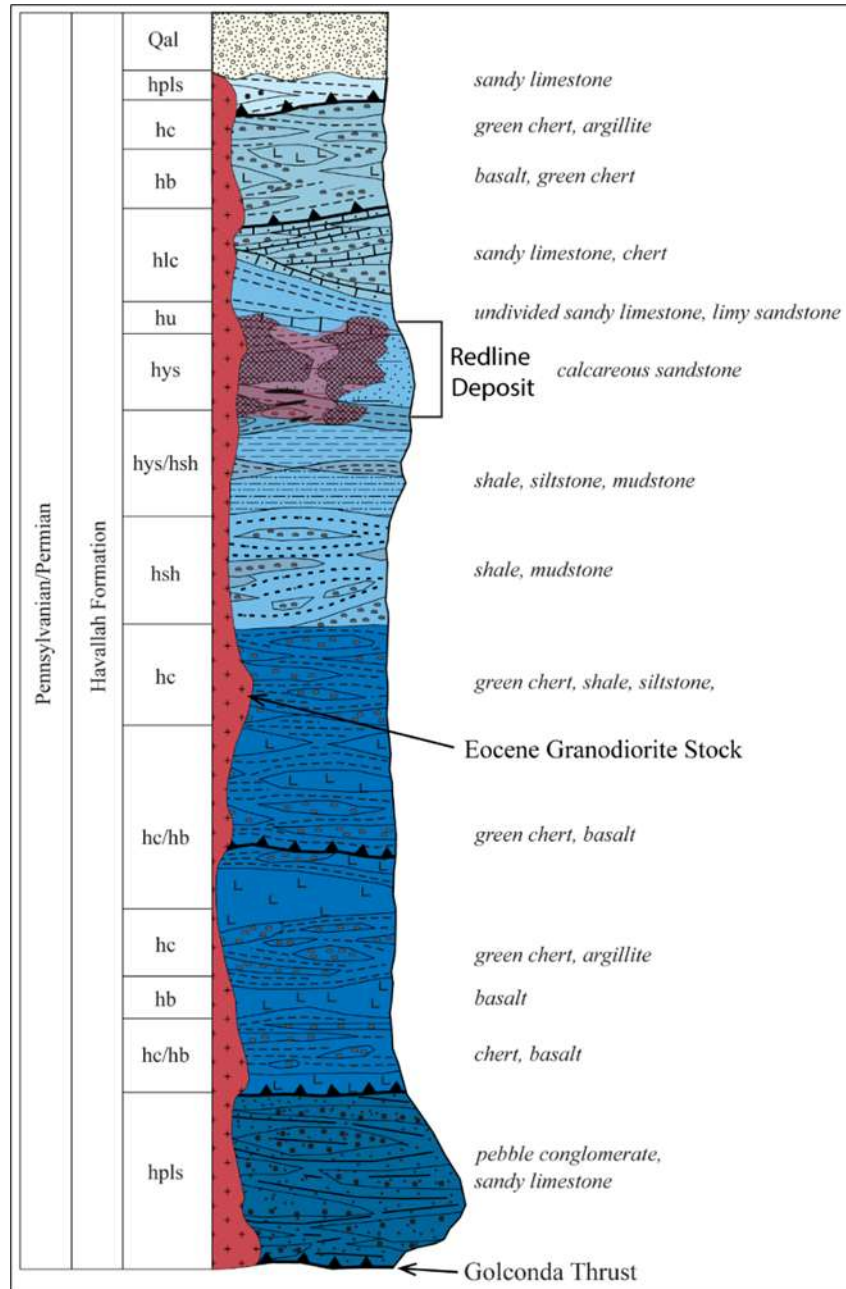 Pennsylvanian/Permian
Havallah Formation
Qal
hpls
sandy limestone
hc
green chert, argillite
hb
basalt, green chert
hlc
sandy limestone, chert
hu
undivided sandy limestone, limy sandstone
Redline
Deposit
hys
calcareous sandstone
hys/hsh
shale, siltstone, mudstone
hsh
shale, mudstone
hc
green chert, shale, siltstone,
Eocene Granodiorite Stock
hc/hb
green chert, basalt
hc
green chert, argillite
hb
basalt
hc/hb
chert, basalt
hpls
pebble conglomerate,
sandy limestone
Golconda Thrust